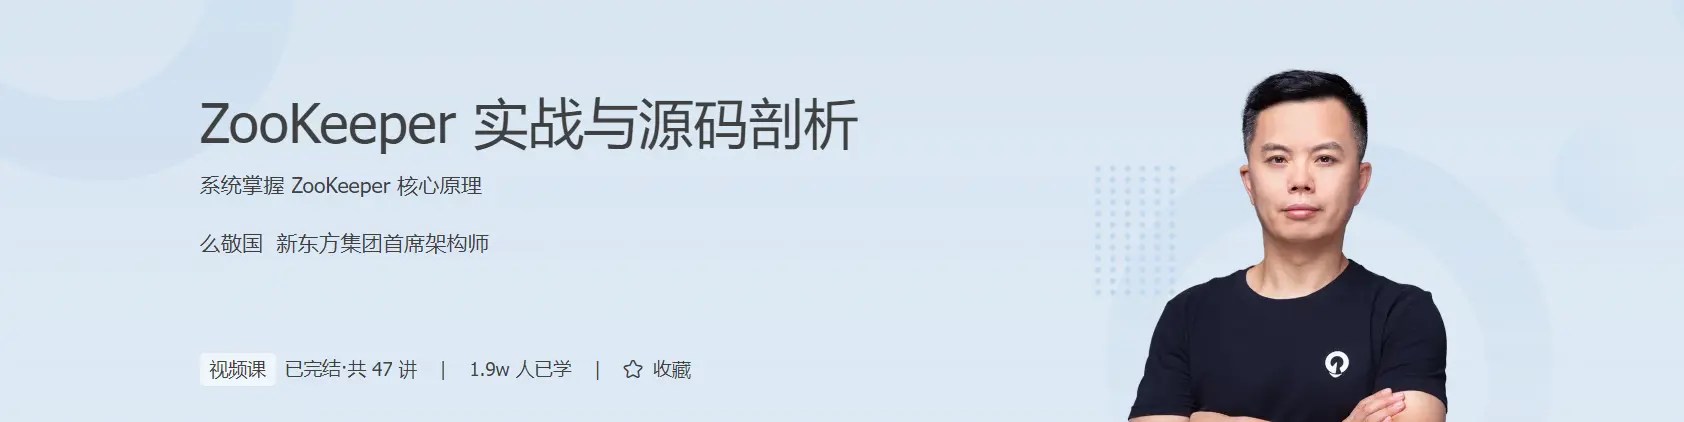 ZooKeeper 实战与源码剖析
系统掌握 ZooKeeper 核心原理
么敬国 新东方集团首席架构师
视频课 已完结·共 47 讲 | 1.9w 人已学 | 收藏